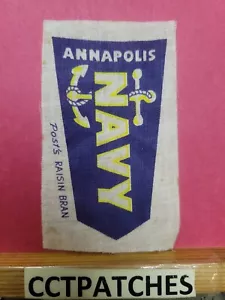 ANNAPOLIS
NAVY
Post's RAISIN BRAN
CCTPATCHES